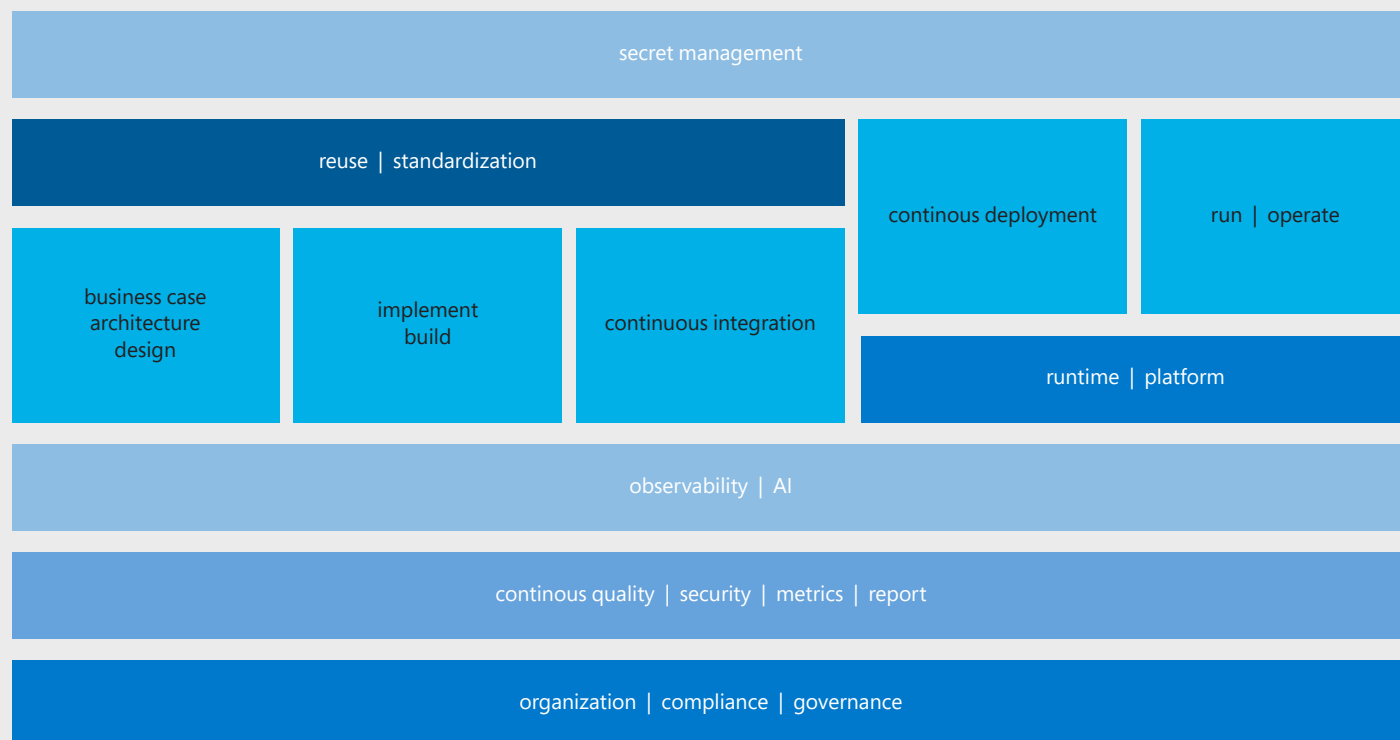 secret management
reuse | standardization
continous deployment
run | operate
business case
architecture
design
implement
build
continuous integration
runtime | platform
observability | AI
continous quality | security | metrics | report
organization | compliance | governance